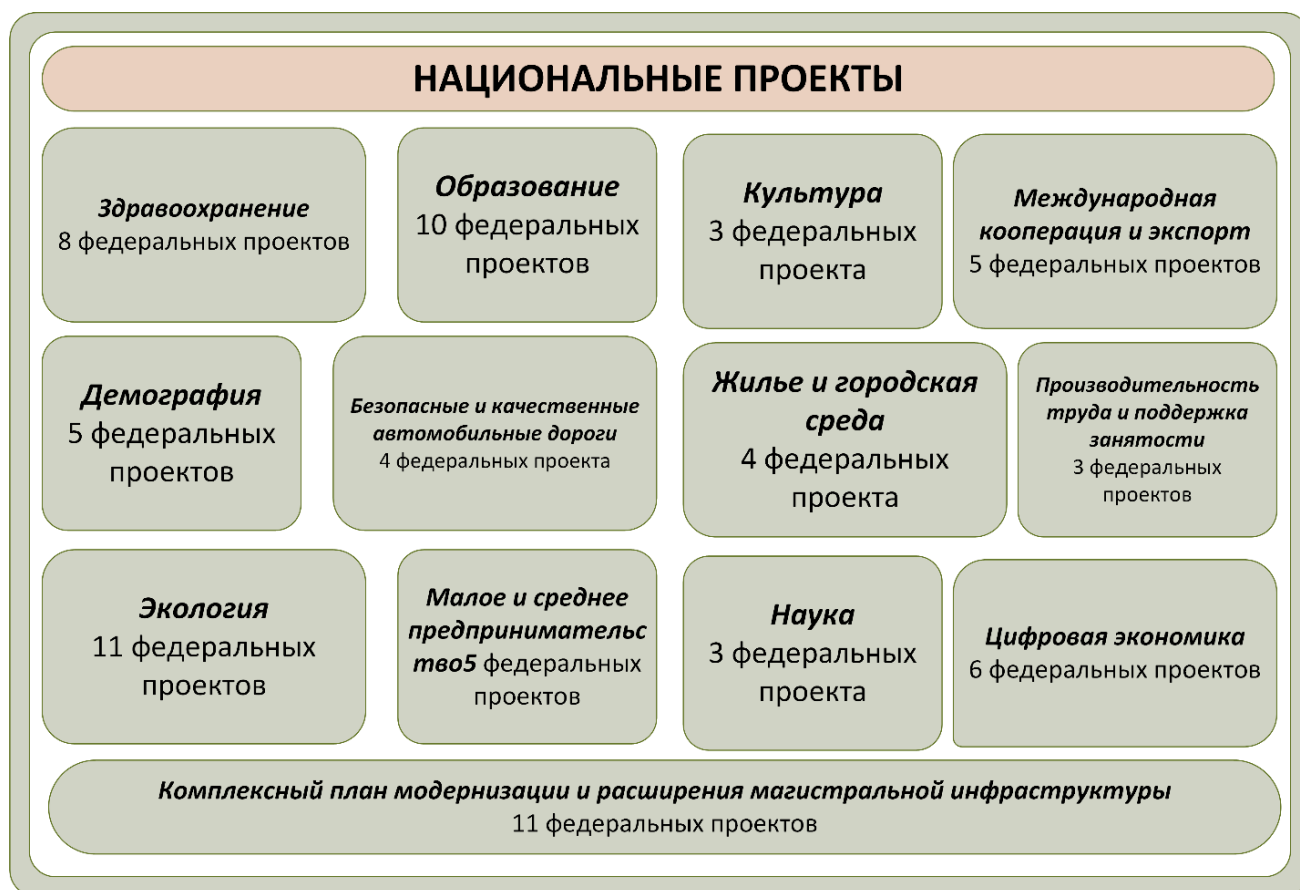 НАЦИОНАЛЬНЫЕ ПРОЕКТЫ
Здравоохранение
8 федеральных проектов
Образование
10 федеральных
проектов
Культура
3 федеральных
проекта
Международная
кооперация и экспорт
5 федеральных проектов
Демография
5 федеральных
проектов
Безопасные и качественные
автомобильные дороги
4 федеральных проекта
Жилье и городская
среда
4 федеральных
проекта
Производительность
труда и поддержка
занятости
3 федеральных
проектов
Экология
11 федеральных
проектов
Малое и среднее
предпринимательс
тво5 федеральных
проектов
Наука
3 федеральных
проекта
Цифровая экономика
6 федеральных проектов
Комплексный план модернизации и расширения магистральной инфраструктуры
11 федеральных проектов